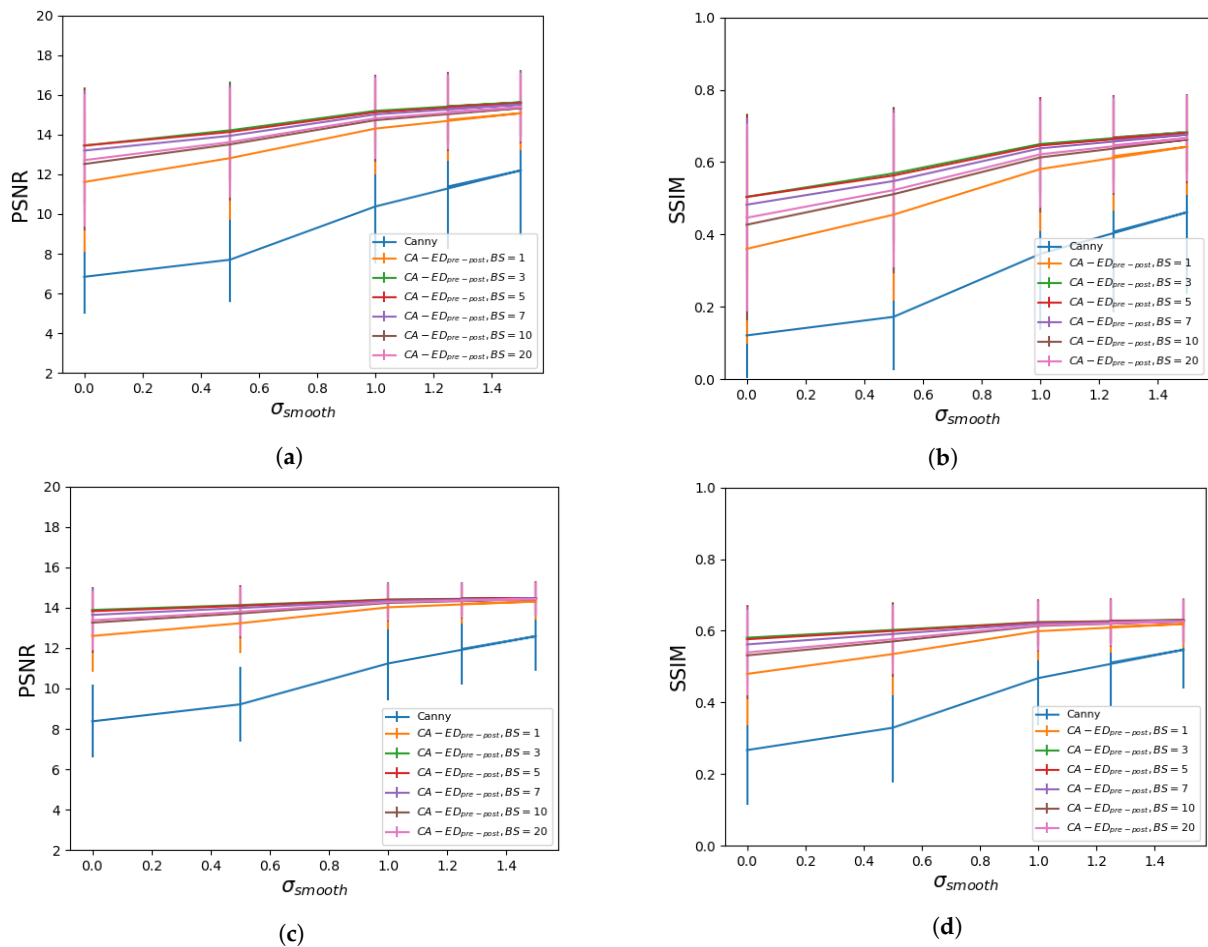 20
18
16
14
12
10
8
6
4
2
PSNR
0.0 0.2 0.4 0.6 0.8 1.0 1.2 1.4
σsmooth
Canny
CA − EDpre−post, BS = 1
CA − EDpre−post, BS = 3
CA − EDpre−post, BS = 5
CA − EDpre−post, BS = 7
CA − EDpre−post, BS = 10
CA − EDpre−post, BS = 20
(a)
1.0
0.8
0.6
0.4
0.2
0.0
SSIM
0.0 0.2 0.4 0.6 0.8 1.0 1.2 1.4
σsmooth
Canny
CA − EDpre−post, BS = 1
CA − EDpre−post, BS = 3
CA − EDpre−post, BS = 5
CA − EDpre−post, BS = 7
CA − EDpre−post, BS = 10
CA − EDpre−post, BS = 20
(b)
20
18
16
14
12
10
8
6
4
2
PSNR
0.0 0.2 0.4 0.6 0.8 1.0 1.2 1.4
σsmooth
Canny
CA − EDpre−post, BS = 1
CA − EDpre−post, BS = 3
CA − EDpre−post, BS = 5
CA − EDpre−post, BS = 7
CA − EDpre−post, BS = 10
CA − EDpre−post, BS = 20
(c)
1.0
0.8
0.6
0.4
0.2
0.0
SSIM
0.0 0.2 0.4 0.6 0.8 1.0 1.2 1.4
σsmooth
Canny
CA − EDpre−post, BS = 1
CA − EDpre−post, BS = 3
CA − EDpre−post, BS = 5
CA − EDpre−post, BS = 7
CA − EDpre−post, BS = 10
CA − EDpre−post, BS = 20
(d)